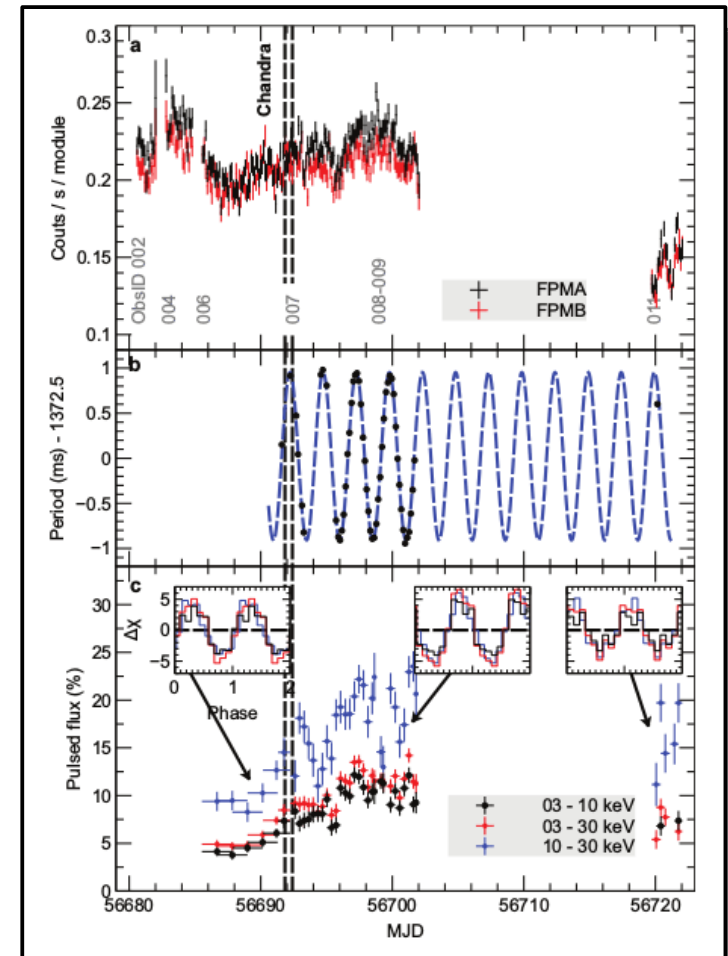 a
0.3
0.25
0.2
0.15
0.1
Couts / s / module
Chandra
ObsID 002
004
006
007
008-009
011
FPMA
FPMB
b
1
0.5
0
−0.5
−1
Period (ms) - 1372.5
c
30
25
20
15
10
5
0
Pulsed flux (%)
Δχ
5
0
−5
0
1
2
Phase
03 - 10 keV
03 - 30 keV
10 - 30 keV
56680
56690
56700
56710
56720
MJD